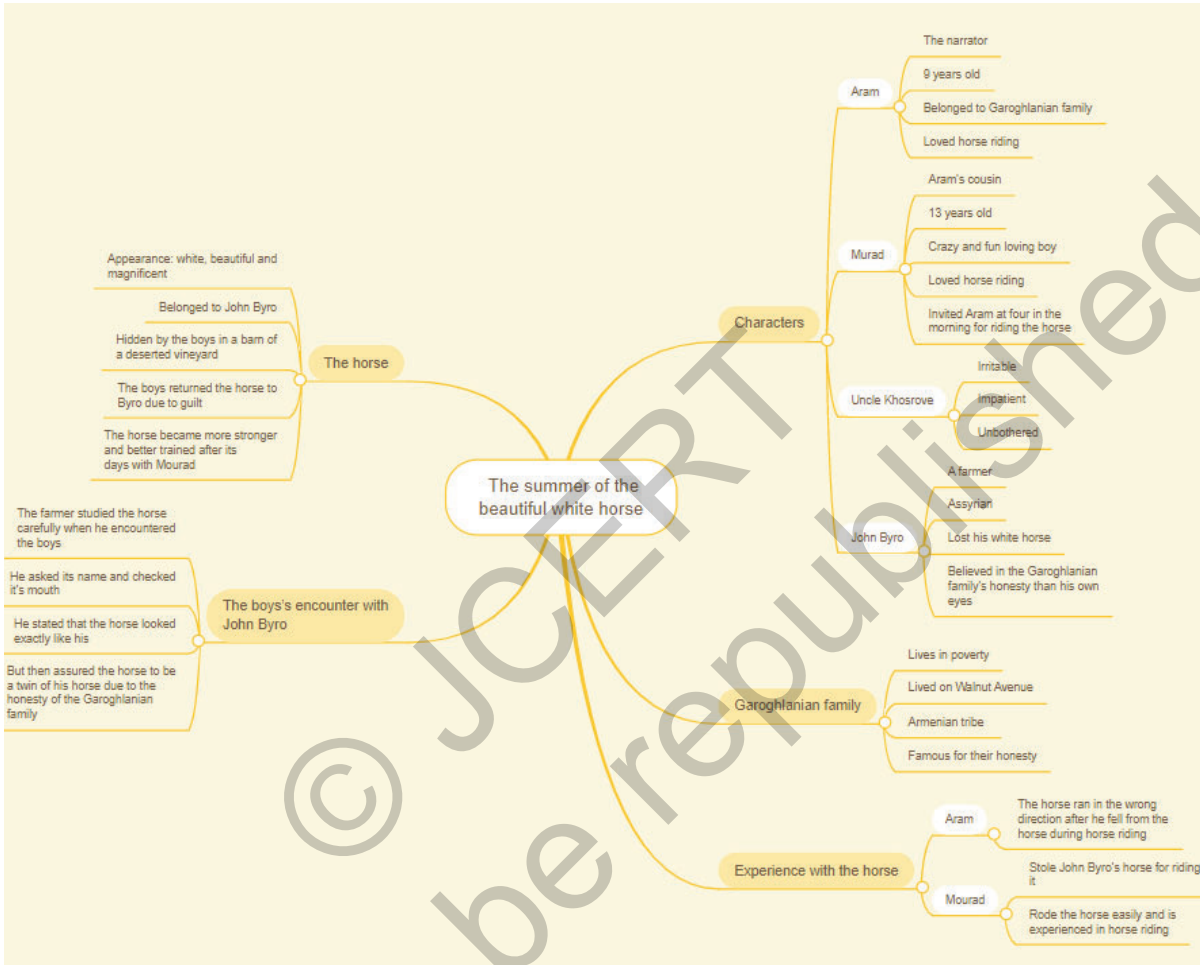 The summer of the
beautiful white horse
Characters
Aram
The narrator
9 years old
Belonged to Garoghlanian family
Loved horse riding
Murad
Aram's cousin
13 years old
Crazy and fun loving boy
Loved horse riding
Invited Aram at four in the
morning for riding the horse
Uncle Khosrove
Irritable
Impatient
Unbothered
John Byro
A farmer
Assyrian
Lost his white horse
Believed in the Garoghlanian
family's honesty than his own
eyes
Garoghlanian family
Lives in poverty
Lived on Walnut Avenue
Armenian tribe
Famous for their honesty
Experience with the horse
Aram
The horse ran in the wrong
direction after he fell from the
horse during horse riding
Mourad
Stole John Byro's horse for riding
it
Rode the horse easily and is
experienced in horse riding
The horse
Appearance: white, beautiful and
magnificent
Belonged to John Byro
Hidden by the boys in a barn of
a deserted vineyard
The boys returned the horse to
Byro due to guilt
The horse became more stronger
and better trained after its
days with Mourad
The boys's encounter with
John Byro
The farmer studied the horse
carefully when he encountered
the boys
He asked its name and checked
it's mouth
He stated that the horse looked
exactly like his
But then assured the horse to be
a twin of his horse due to the
honesty of the Garoghlanian
family
© JCERT
be republished